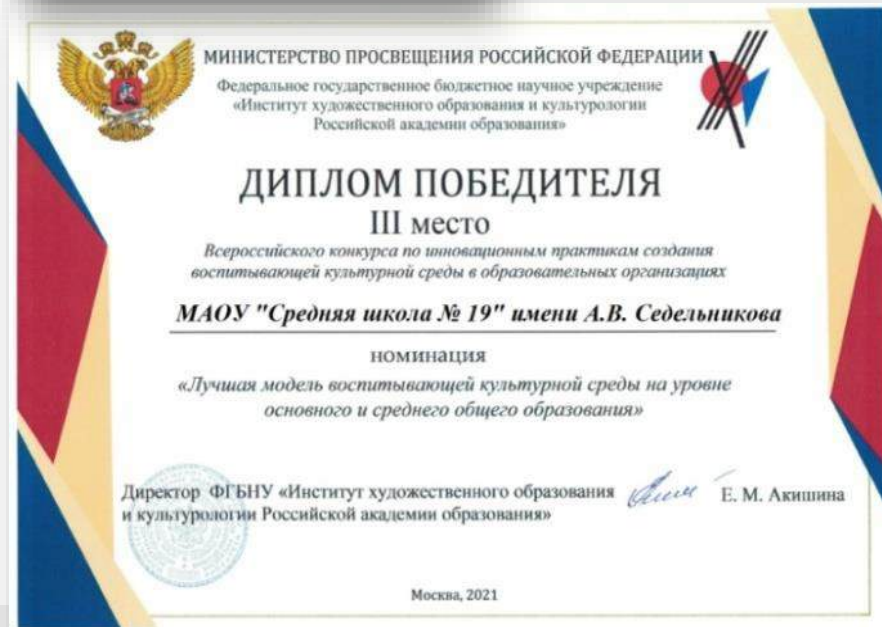 МИНИСТЕРСТВО ПРОСВЕЩЕНИЯ РОССИЙСКОЙ ФЕДЕРАЦИИ
Федеральное государственное бюджетное научное учреждение
«Институт художественного образования и культурологии
Российской академии образования»
ДИПЛОМ ПОБЕДИТЕЛЯ
III место
Всероссийского конкурса по инновационным практикам создания
воспитывающей культурной среды в образовательных организациях
МАОУ "Средняя школа № 19" имени А.В. Седельникова
номинация
«Лучшая модель воспитывающей культурной среды на уровне
основного и среднего общего образования»
Директор ФГБНУ «Институт художественного образования
и культурологии Российской академии образования»
Е. М. Акишина
Москва, 2021